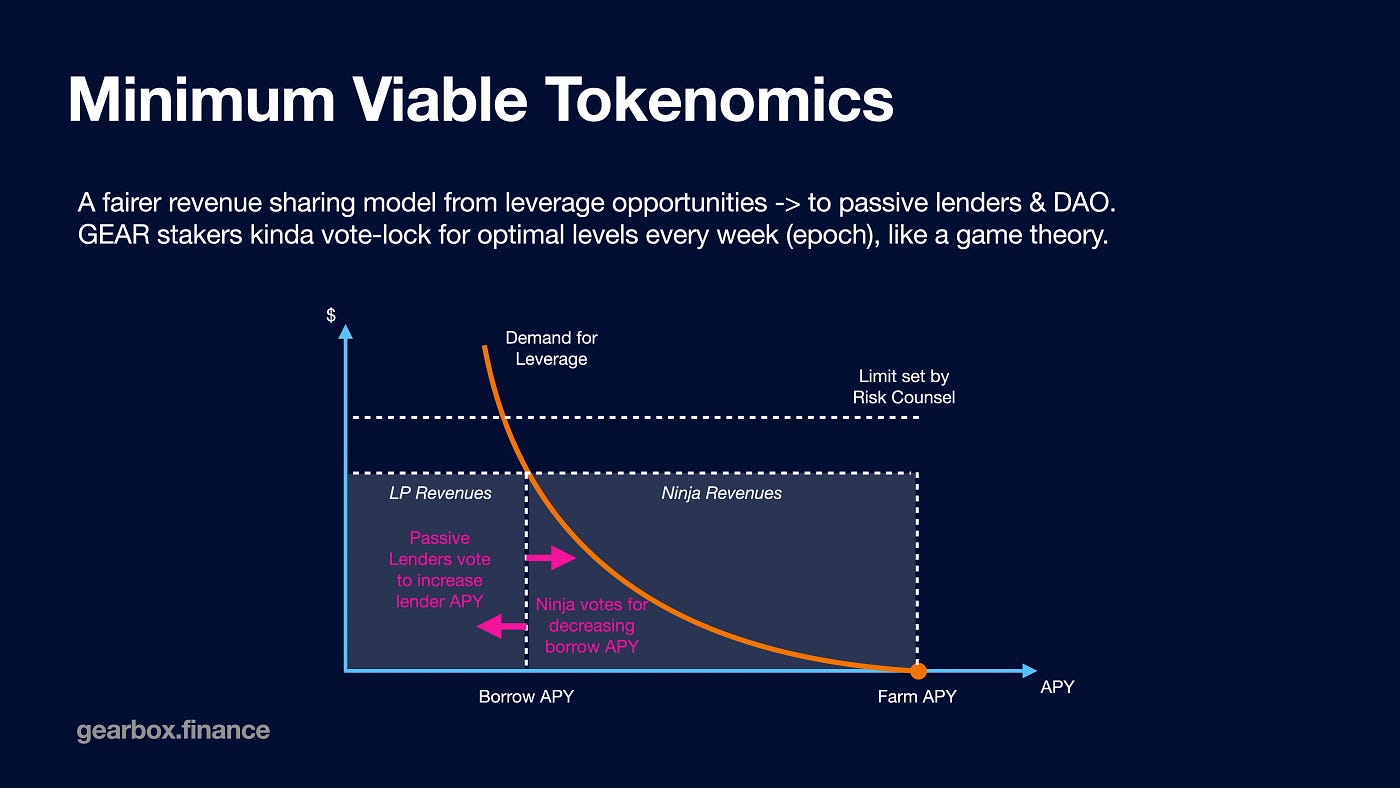 Minimum Viable Tokenomics
A fairer revenue sharing model from leverage opportunities -> to passive lenders & DAO.
GEAR stakers kinda vote-lock for optimal levels every week (epoch), like a game theory.
$
Demand for
Leverage
Limit set by
Risk Counsel
LP Revenues
Ninja Revenues
Passive
Lenders vote
to increase
lender APY
Ninja votes for
decreasing
borrow APY
Borrow APY
Farm APY
APY
gearbox.finance